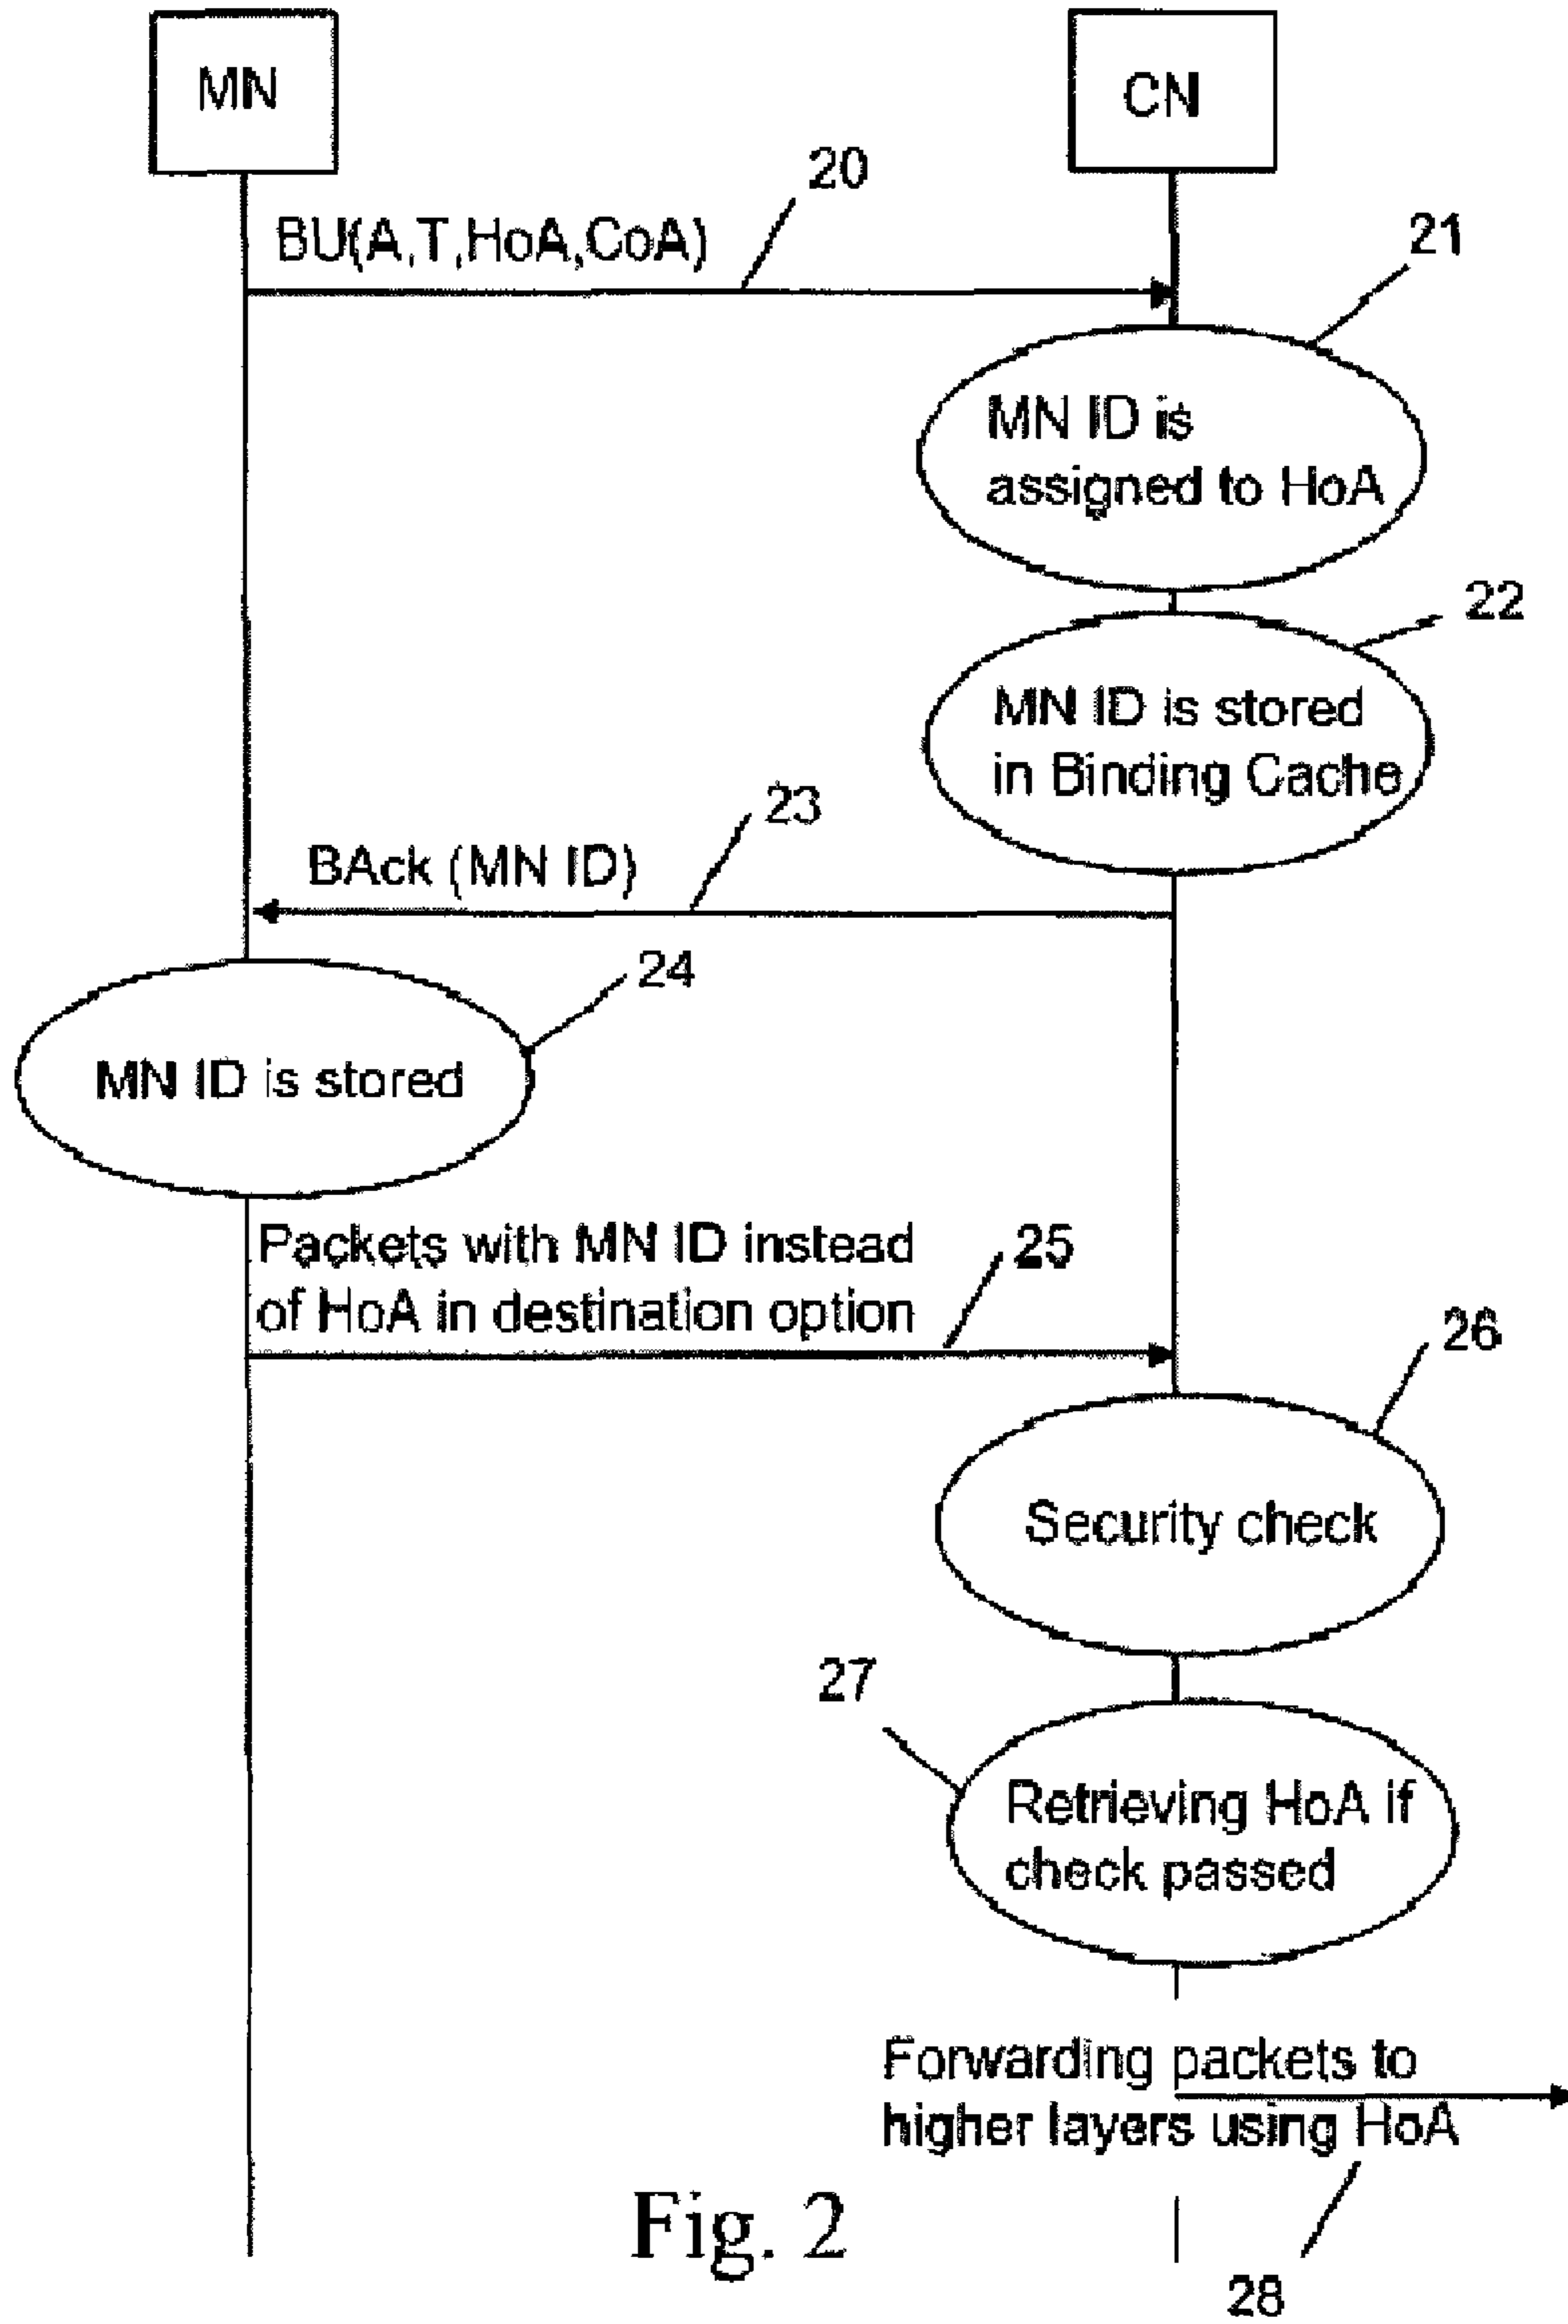 MN
CN
20
BU(A,T,HoA,CoA)
21
MN ID is
assigned to HoA
22
MN ID is stored
in Binding Cache
23
BAck (MN ID)
24
MN ID is stored
Packets with MN ID instead
of HoA in destination option
25
26
Security check
27
Retrieving HoA if
check passed
Forwarding packets to
higher layers using HoA
Fig. 2
28